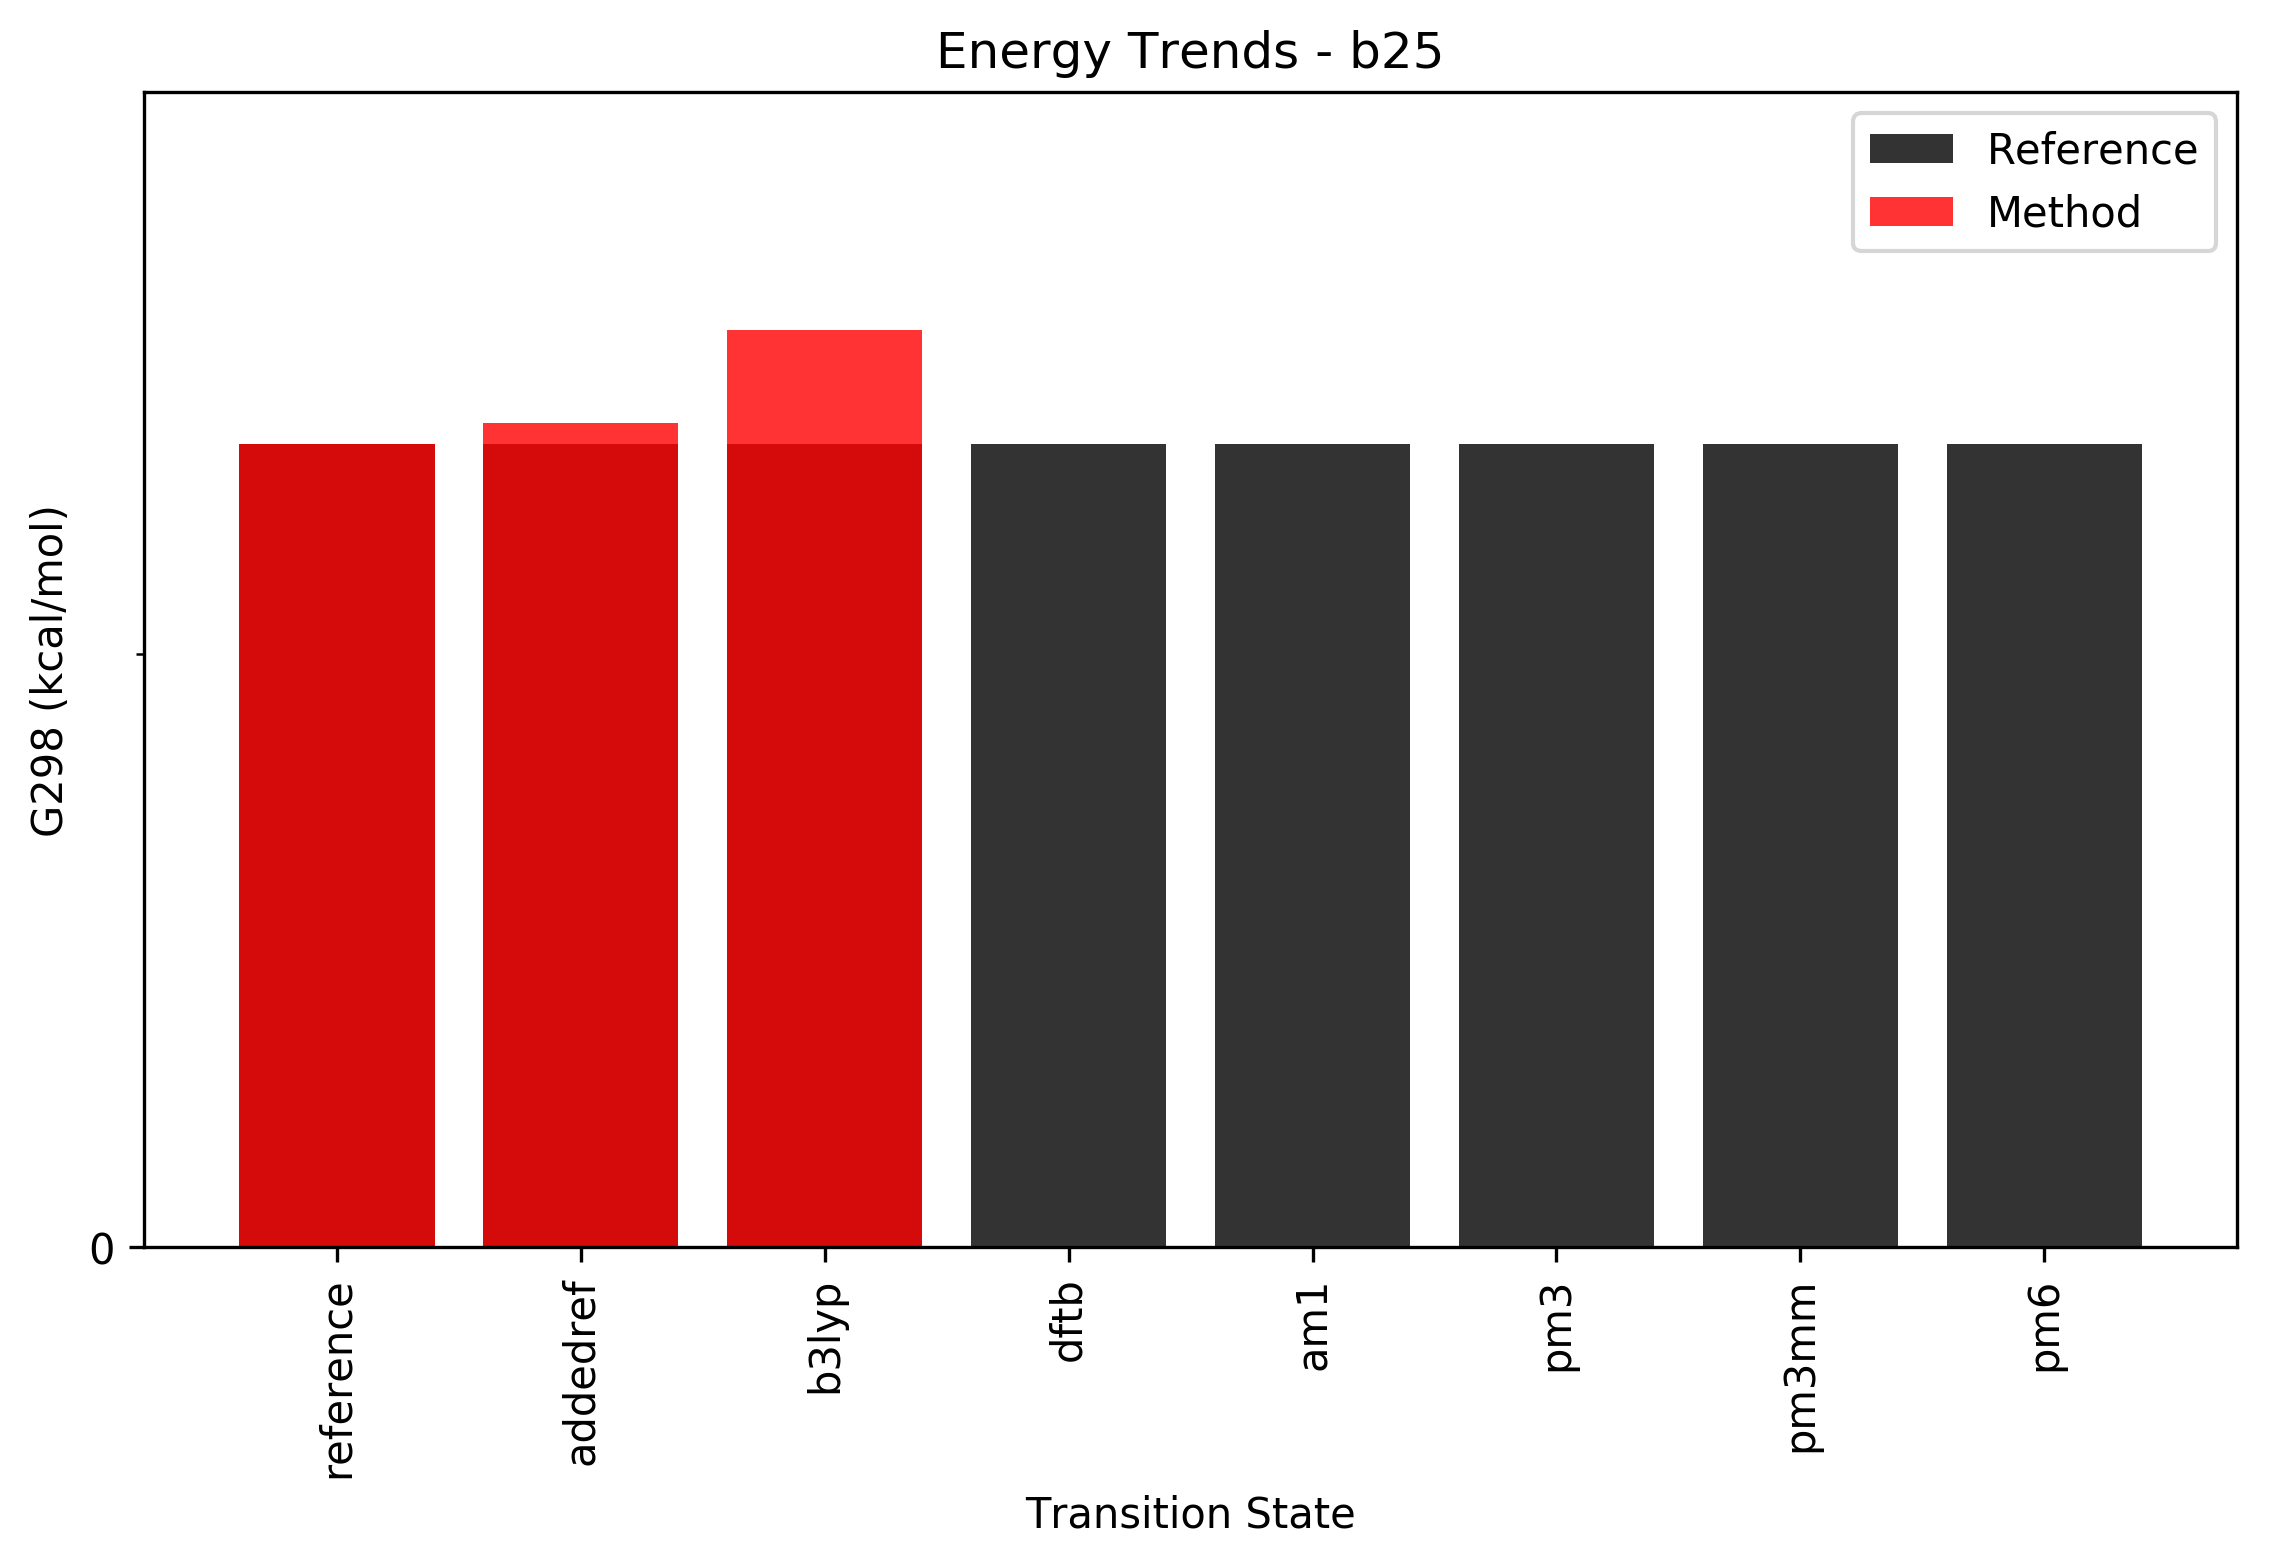 Energy Trends - b25
Reference
Method
G298 (kcal/mol)
0
reference
addedref
b3lyp
dftb
am1
pm3
pm3mm
pm6
Transition State